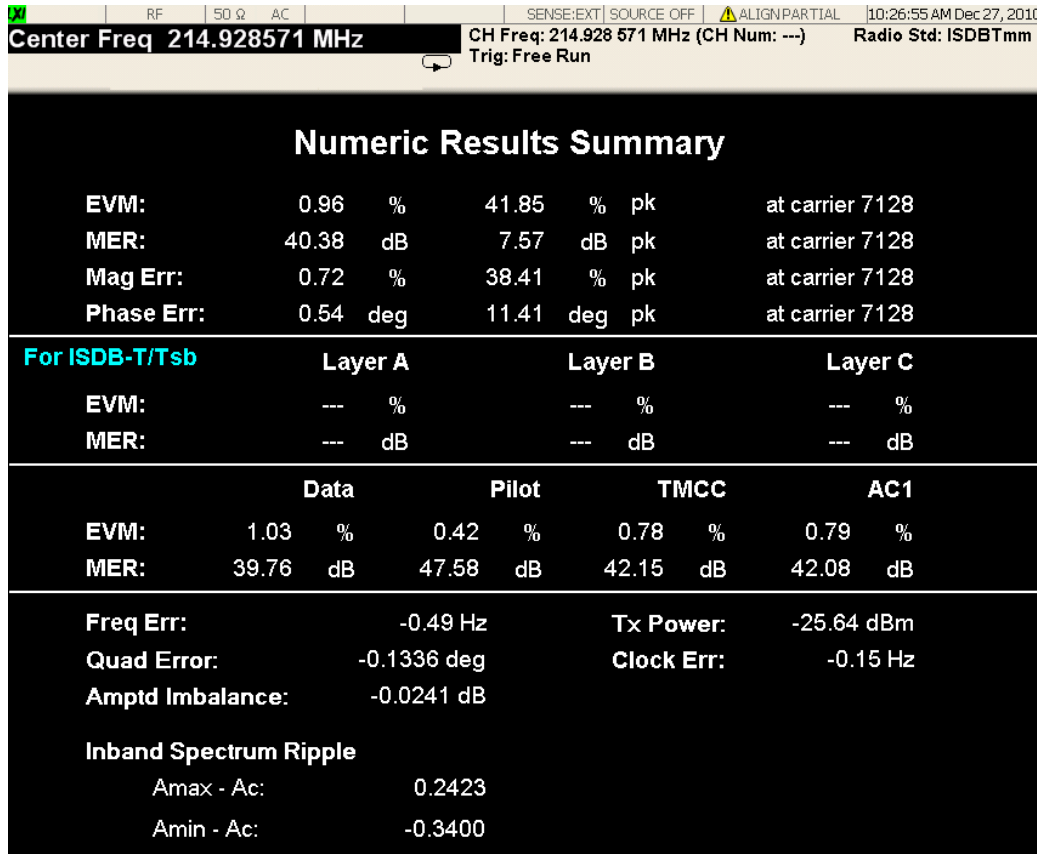 LXI RF 50 Ω AC SENSE:EXT SOURCE OFF ALIGN PARTIAL 10:26:55 AM Dec 27, 2010
Center Freq 214.928571 MHz CH Freq: 214.928 571 MHz (CH Num: ---) Radio Std: ISDBTmm
Trig: Free Run
Numeric Results Summary
EVM: 0.96 % 41.85 % pk at carrier 7128
MER: 40.38 dB 7.57 dB pk at carrier 7128
Mag Err: 0.72 % 38.41 % pk at carrier 7128
Phase Err: 0.54 deg 11.41 deg pk at carrier 7128
For ISDB-T/Tsb Layer A Layer B Layer C
EVM: --- % --- % --- %
MER: --- dB --- dB --- dB
Data Pilot TMCC AC1
EVM: 1.03 % 0.42 % 0.78 % 0.79 %
MER: 39.76 dB 47.58 dB 42.15 dB 42.08 dB
Freq Err: -0.49 Hz Tx Power: -25.64 dBm
Quad Error: -0.1336 deg Clock Err: -0.15 Hz
Amptd Imbalance: -0.0241 dB
Inband Spectrum Ripple
Amax - Ac: 0.2423
Amin - Ac: -0.3400